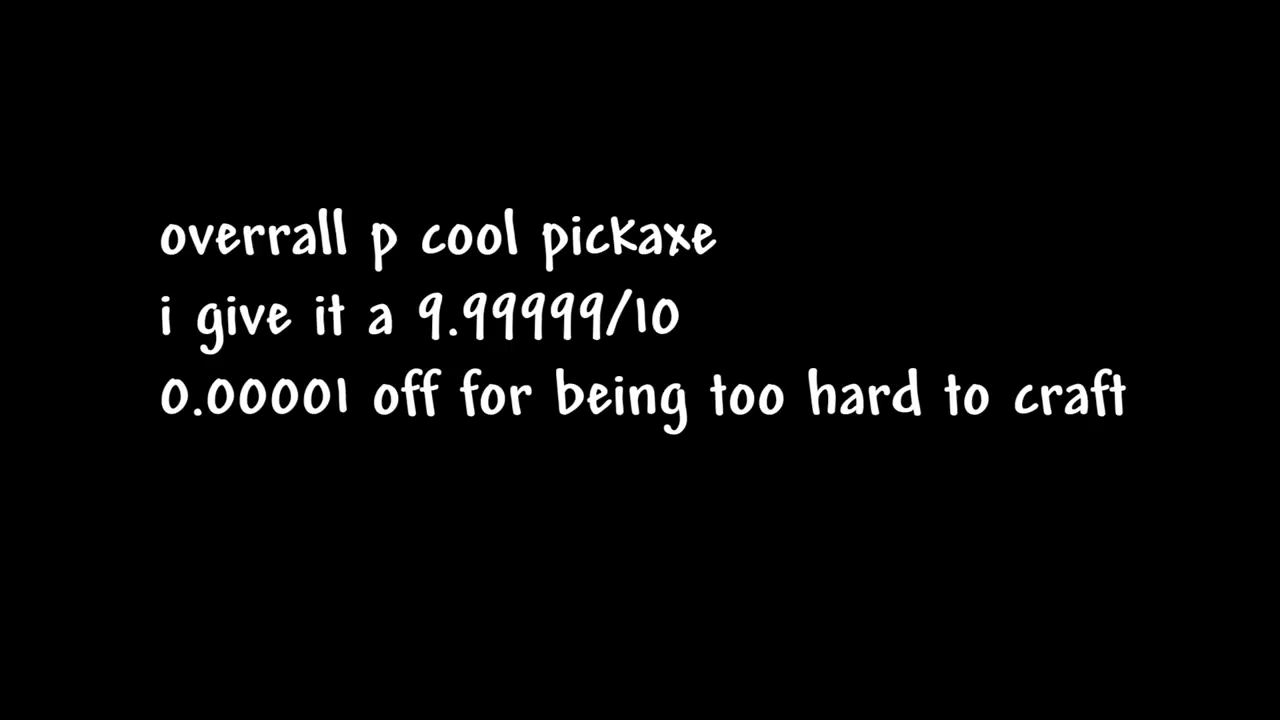 overrall p cool pickaxe
i give it a 9.99999/10
0.00001 off for being too hard to craft